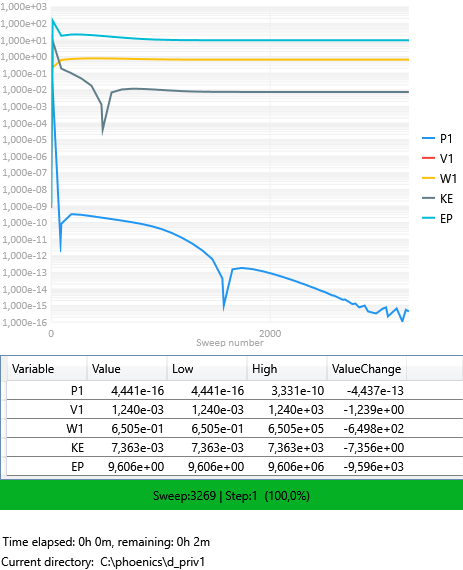 1,000e+03
1,000e+02
1,000e+01
1,000e+00
1,000e-01
1,000e-02
1,000e-03
1,000e-04
1,000e-05
1,000e-06
1,000e-07
1,000e-08
1,000e-09
1,000e-10
1,000e-11
1,000e-12
1,000e-13
1,000e-14
1,000e-15
1,000e-16
0 2000
Sweep number
P1
V1
W1
KE
EP
Variable Value Low High ValueChange
P1 4,441e-16 4,441e-16 3,331e-10 -4,437e-13
V1 1,240e-03 1,240e-03 1,240e+03 -1,239e+00
W1 6,505e-01 6,505e-01 6,505e+05 -6,498e+02
KE 7,363e-03 7,363e-03 7,363e+03 -7,356e+00
EP 9,606e+00 9,606e+00 9,606e+06 -9,596e+03
Sweep:3269 | Step:1 (100,0%)
Time elapsed: 0h 0m, remaining: 0h 2m
Current directory: C:\phoenics\d_priv1